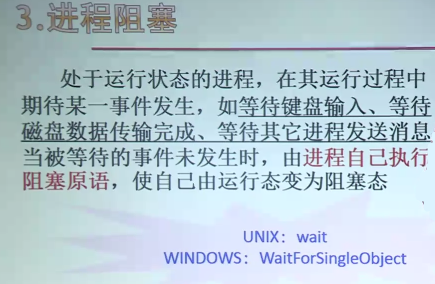 3.进程阻塞
处于运行状态的进程，在其运行过程中
期待某一事件发生，如等待键盘输入、等待
磁盘数据传输完成、等待其它进程发送消息
当被等待的事件未发生时，由进程自己执行
阻塞原语，使自己由运行态变为阻塞态
UNIX：wait
WINDOWS：WaitForSingleObject